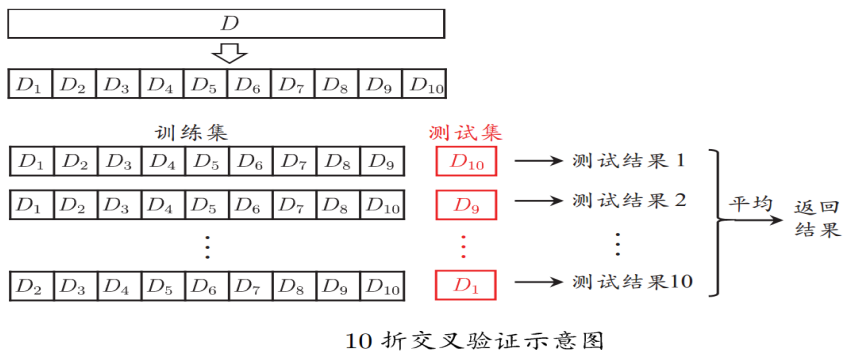 D
D₁ D₂ D₃ D₄ D₅ D₆ D₇ D₈ D₉ D₁₀
训练集 测试集
D₁ D₂ D₃ D₄ D₅ D₆ D₇ D₈ D₉ D₁₀ 测试结果 1
D₁ D₂ D₃ D₄ D₅ D₆ D₇ D₈ D₁₀ D₉ 测试结果 2
平均 返回
结果
⋮ ⋮ ⋮
D₂ D₃ D₄ D₅ D₆ D₇ D₈ D₉ D₁₀ D₁ 测试结果10
10 折交叉验证示意图